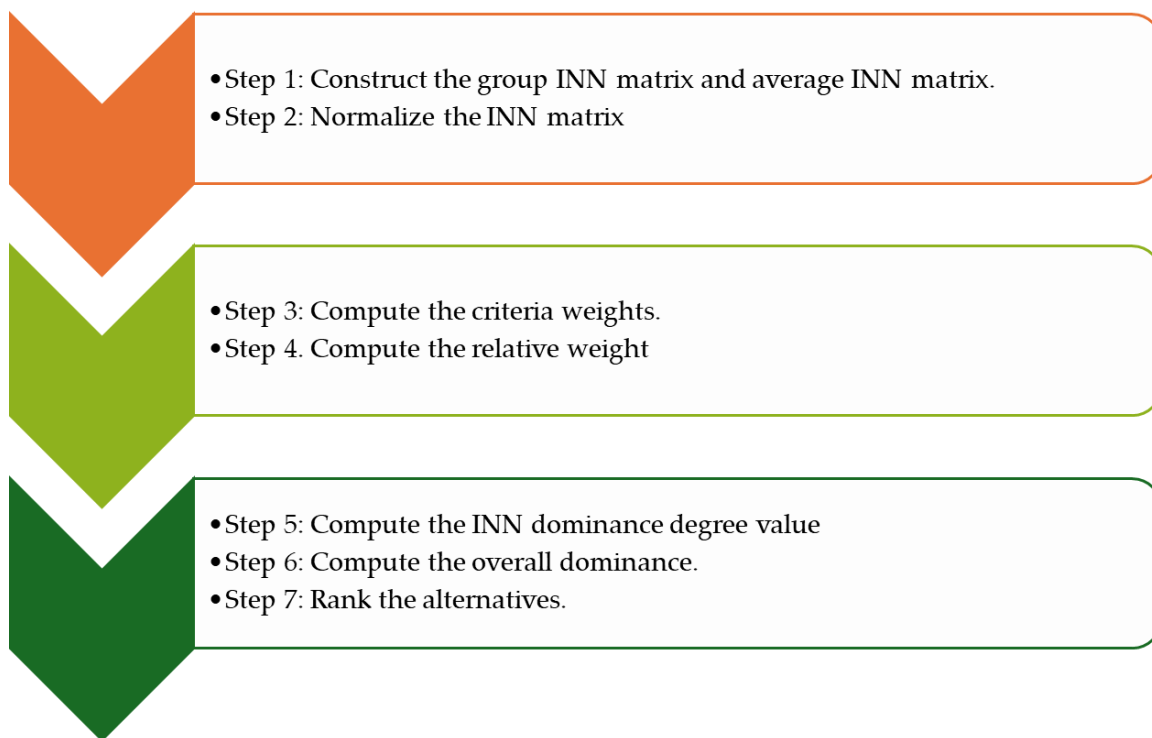 •Step 1: Construct the group INN matrix and average INN matrix.
•Step 2: Normalize the INN matrix
•Step 3: Compute the criteria weights.
•Step 4. Compute the relative weight
•Step 5: Compute the INN dominance degree value
•Step 6: Compute the overall dominance.
•Step 7: Rank the alternatives.